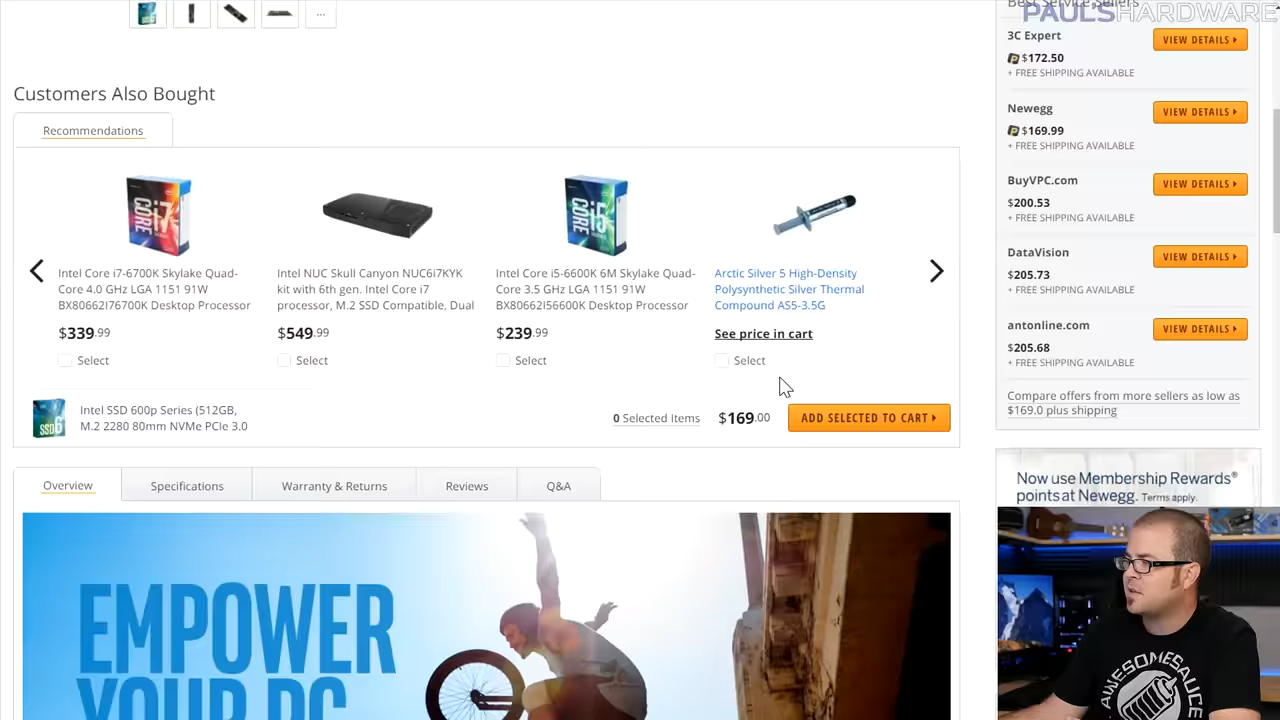 Best Service Sellers
PAUL'SHARDWARE
3C Expert
VIEW DETAILS
$172.50
+ FREE SHIPPING AVAILABLE
Customers Also Bought
Newegg
VIEW DETAILS
$169.99
+ FREE SHIPPING AVAILABLE
Recommendations
BuyVPC.com
VIEW DETAILS
$200.53
+ FREE SHIPPING AVAILABLE
CORE i7
CORE i5
DataVision
VIEW DETAILS
$205.73
+ FREE SHIPPING AVAILABLE
Intel Core i7-6700K Skylake Quad-
Core 4.0 GHz LGA 1151 91W
BX80662I76700K Desktop Processor
$339.99
Select
Intel NUC Skull Canyon NUC6i7KYK
kit with 6th gen. Intel Core i7
processor, M.2 SSD Compatible, Dual
$549.99
Select
Intel Core i5-6600K 6M Skylake Quad-
Core 3.5 GHz LGA 1151 91W
BX80662I56600K Desktop Processor
$239.99
Select
Arctic Silver 5 High-Density
Polysynthetic Silver Thermal
Compound AS5-3.5G
See price in cart
Select
antonline.com
VIEW DETAILS
$205.68
+ FREE SHIPPING AVAILABLE
Compare offers from more sellers as low as
$169.0 plus shipping
SSD6
Intel SSD 600p Series (512GB,
M.2 2280 80mm NVMe PCIe 3.0
0 Selected Items
$169.00
ADD SELECTED TO CART
Overview
Specifications
Warranty & Returns
Reviews
Q&A
Now use Membership Rewards®
points at Newegg. Terms apply.
EMPOWER
YOUR PC
AWESOMESAUCE